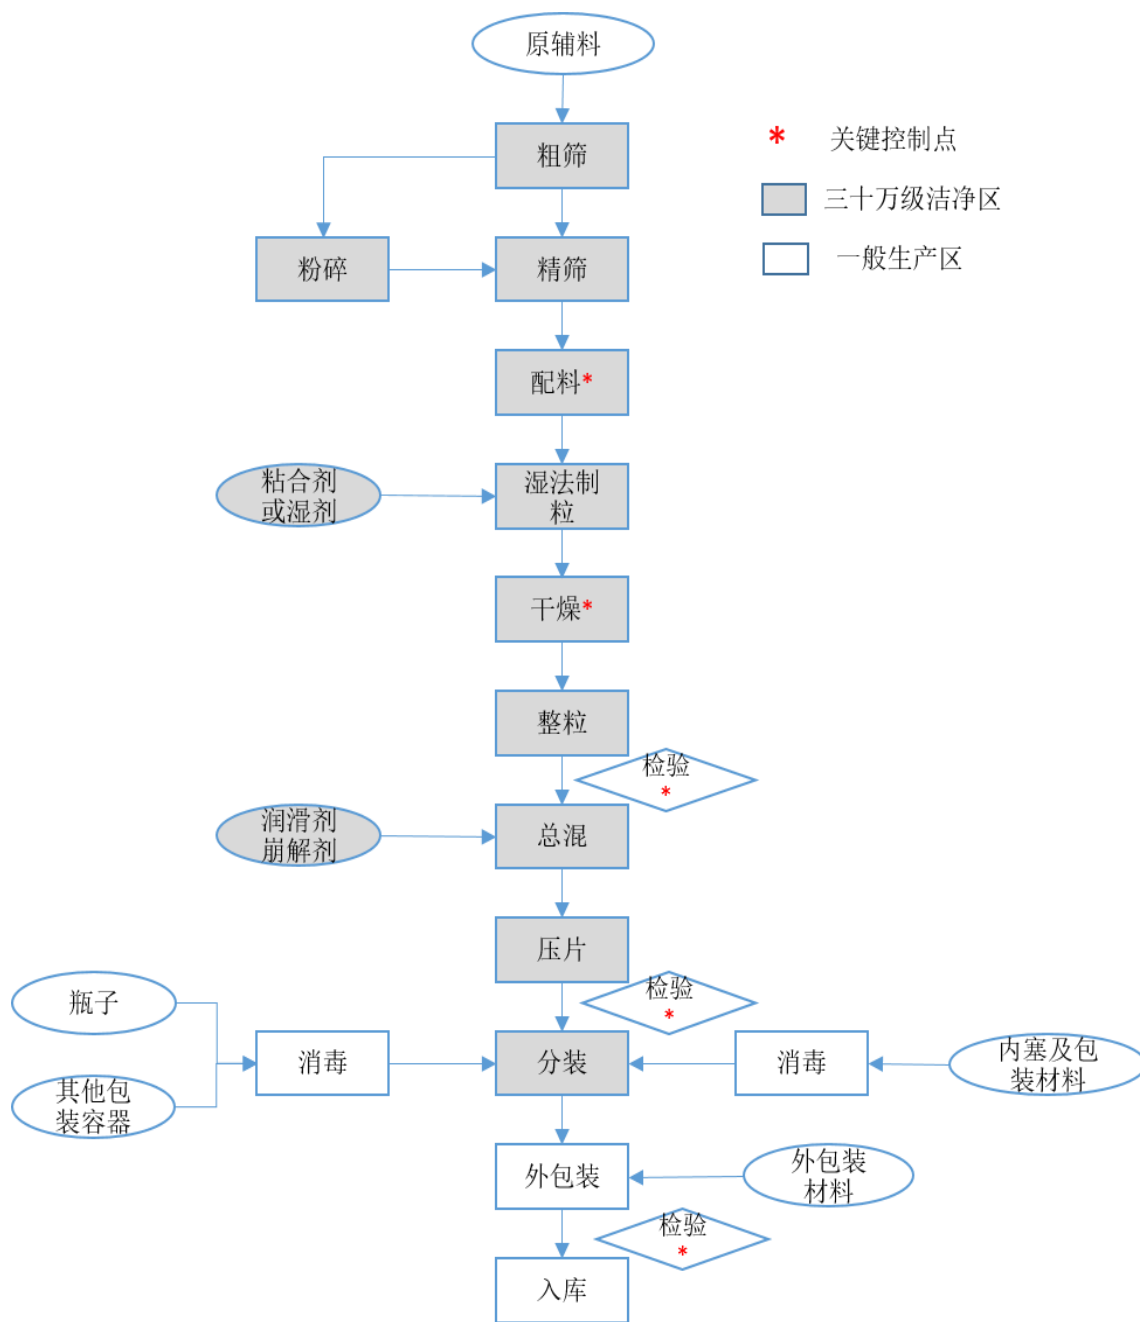 原辅料
* 关键控制点
粗筛
三十万级洁净区
一般生产区
粉碎
精筛
配料*
粘合剂
或湿剂
湿法制
粒
干燥*
整粒
检验
*
润滑剂
崩解剂
总混
压片
检验
*
瓶子
消毒
分装
消毒
内塞及包
装材料
其他包
装容器
外包装
外包装
材料
检验
*
入库